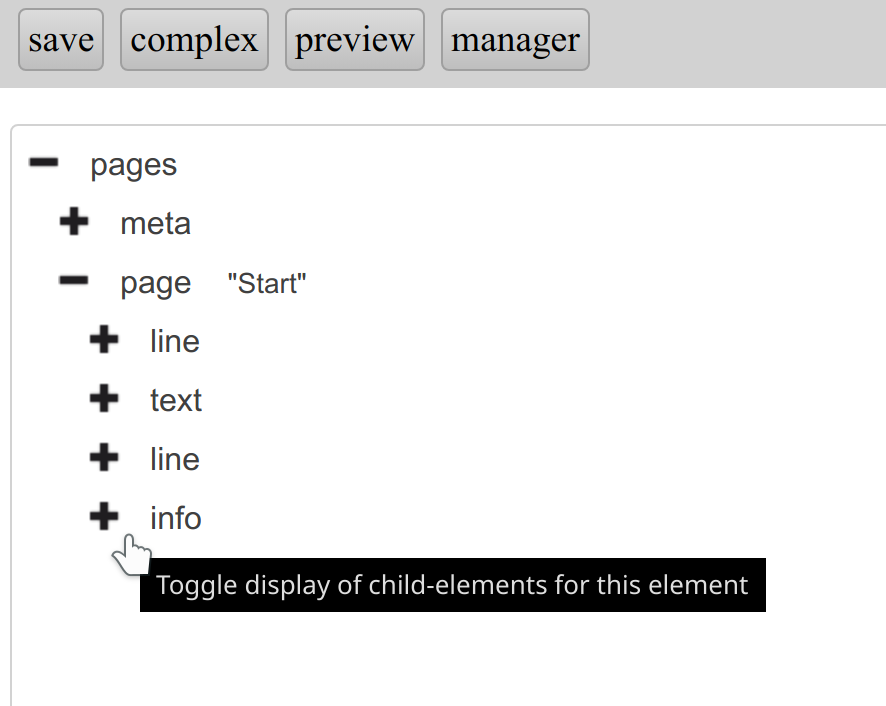 save complex preview manager
pages
meta
page "Start"
line
text
line
info
Toggle display of child-elements for this element